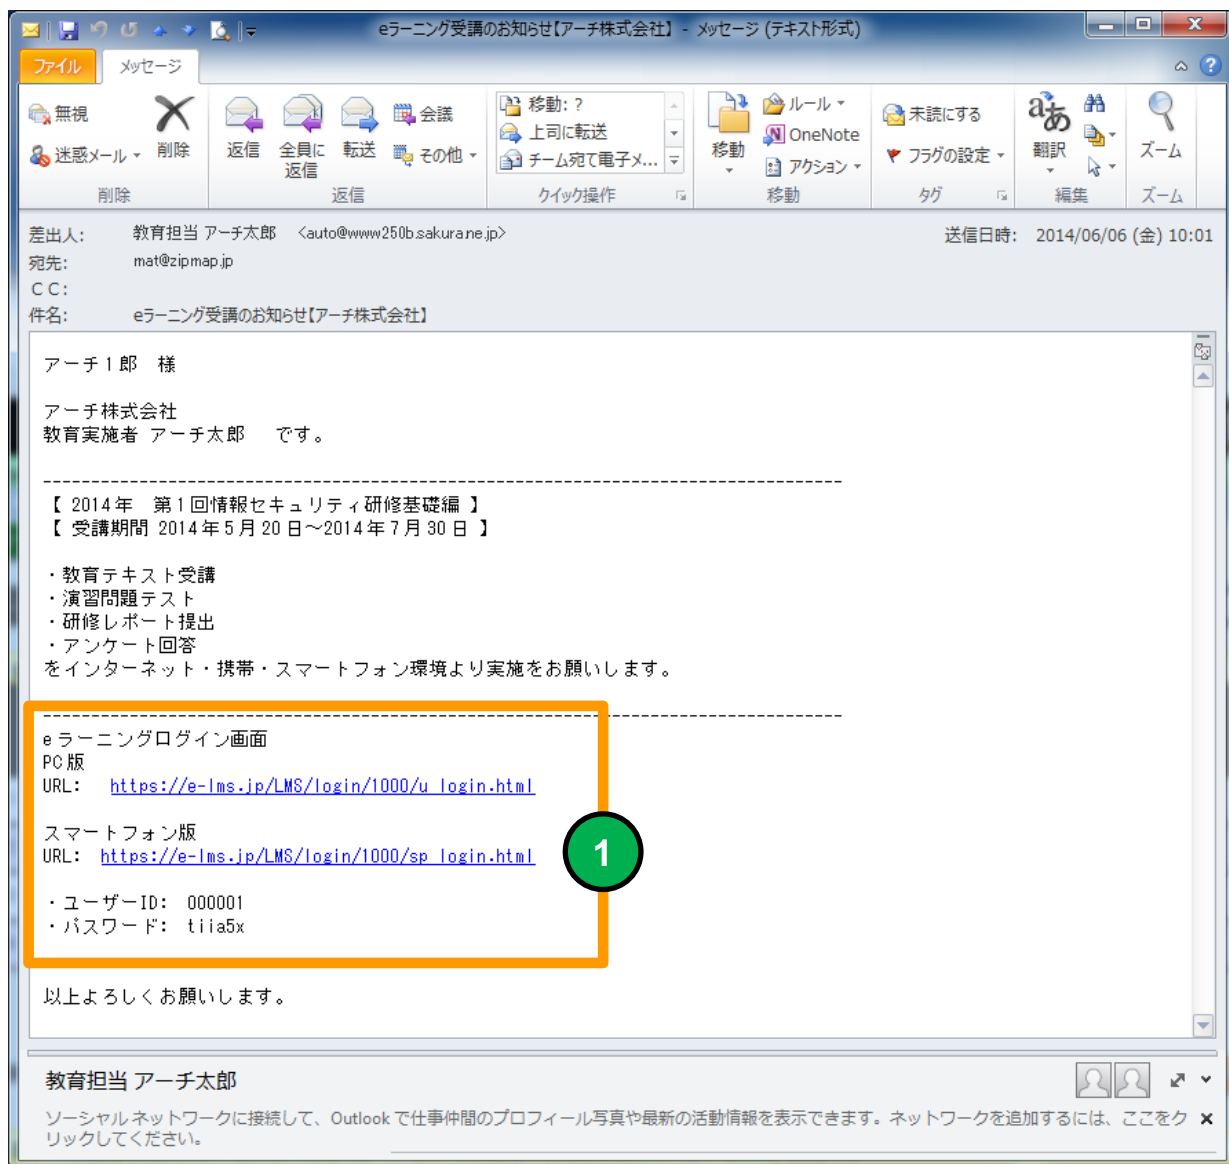 eラーニング受講のお知らせ【アーチ株式会社】 - メッセージ (テキスト形式)
ファイル メッセージ
無視
迷惑メール
削除
返信
全員に
返信
転送
会議
その他
移動: ?
上司に転送
チーム宛て電子メ...
移動
ルール
OneNote
アクション
未読にする
フラグの設定
翻訳
ズーム
削除 返信 クイック操作 移動 タグ 編集 ズーム
差出人: 教育担当 アーチ太郎 <auto@www250b.sakura.ne.jp> 送信日時: 2014/06/06 (金) 10:01
宛先: mat@zipmap.jp
CC:
件名: eラーニング受講のお知らせ【アーチ株式会社】
アーチ1郎 様
アーチ株式会社
教育実施者 アーチ太郎 です。
--------------------------------------------------------------------------------
【 2014年 第1回情報セキュリティ研修基礎編 】
【 受講期間 2014年5月20日～2014年7月30日 】
・教育テキスト受講
・演習問題テスト
・研修レポート提出
・アンケート回答
をインターネット・携帯・スマートフォン環境より実施をお願いします。
--------------------------------------------------------------------------------
eラーニングログイン画面
PC版
URL: https://e-lms.jp/LMS/login/1000/u_login.html
スマートフォン版
URL: https://e-lms.jp/LMS/login/1000/sp_login.html
1
・ユーザーID: 000001
・パスワード: tiia5x
以上よろしくお願いします。
教育担当 アーチ太郎
ソーシャル ネットワークに接続して、Outlook で仕事仲間のプロフィール写真や最新の活動情報を表示できます。ネットワークを追加するには、ここをク
リックしてください。